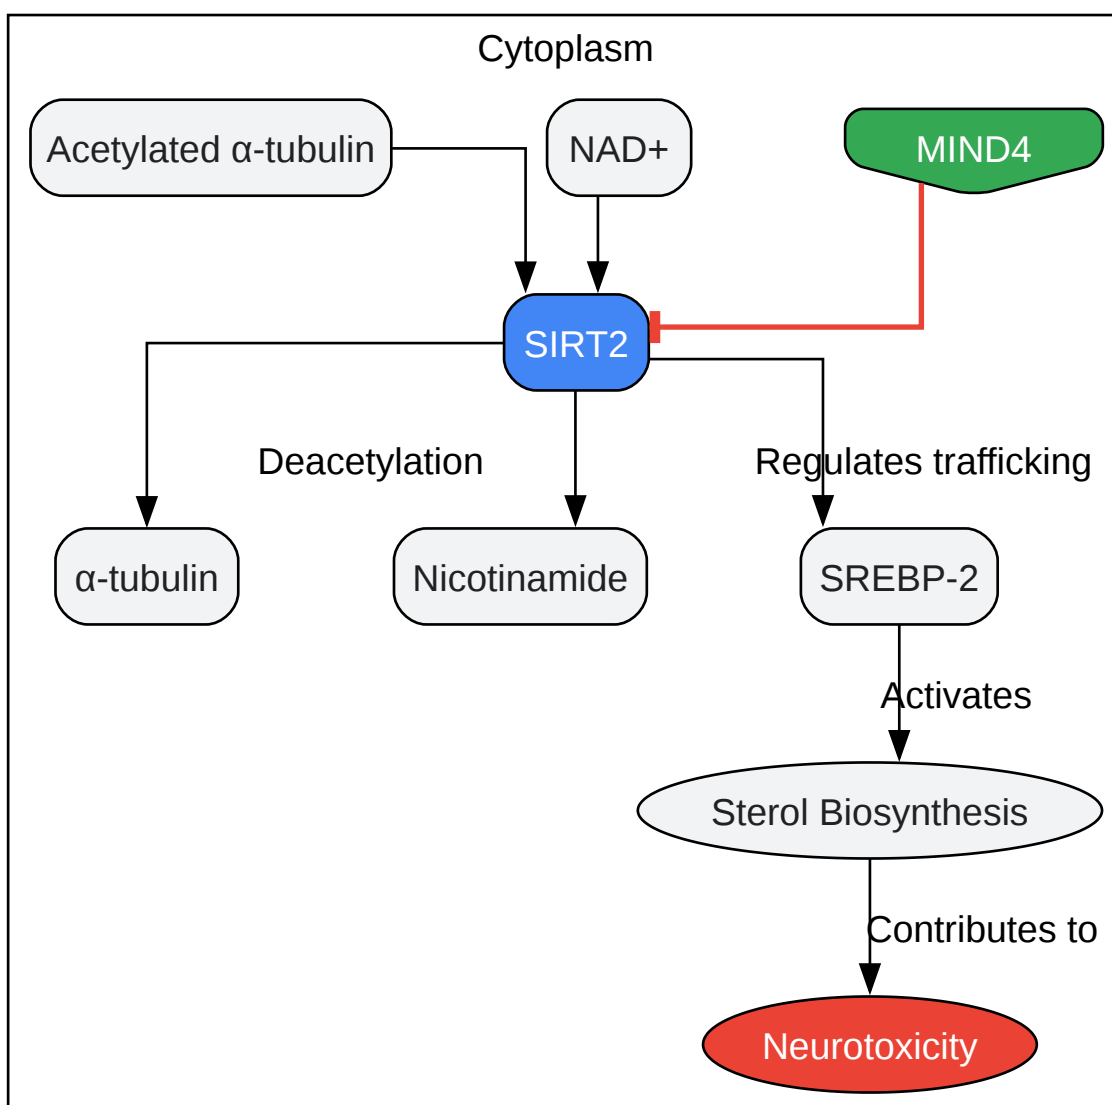 Cytoplasm
Acetylated α-tubulin
NAD+
MIND4
SIRT2
Deacetylation
Regulates trafficking
α-tubulin
Nicotinamide
SREBP-2
Activates
Sterol Biosynthesis
Contributes to
Neurotoxicity